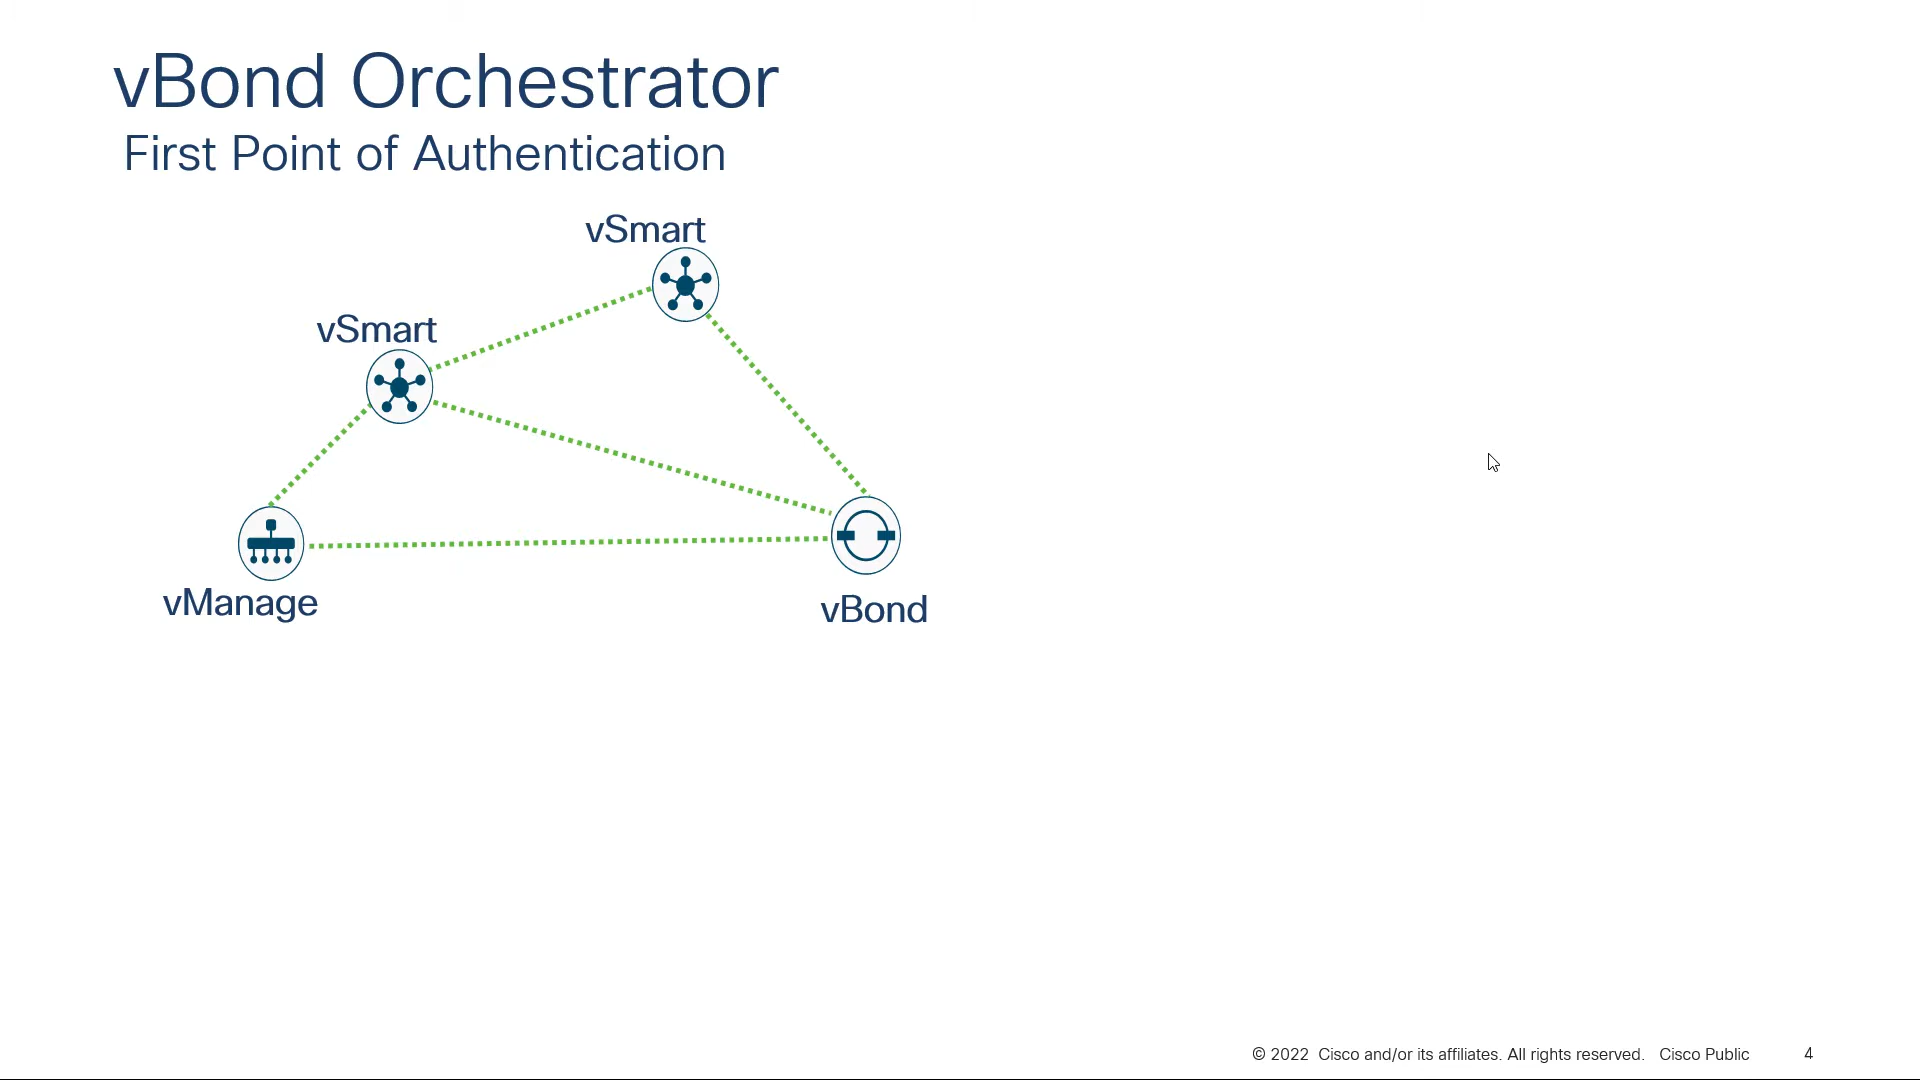 vBond Orchestrator
First Point of Authentication
vSmart
vSmart
vManage
vBond
© 2022 Cisco and/or its affiliates. All rights reserved. Cisco Public 4